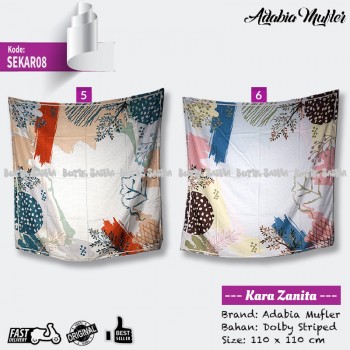 Adabia Mufler
Kode:
SEKAR08
5
6
--- Kara Zanita ---
Brand: Adabia Mufler
Bahan: Dolby Striped
Size: 110 x 110 cm
FAST
DELIVERY
ORIGINAL
BEST
SELLER